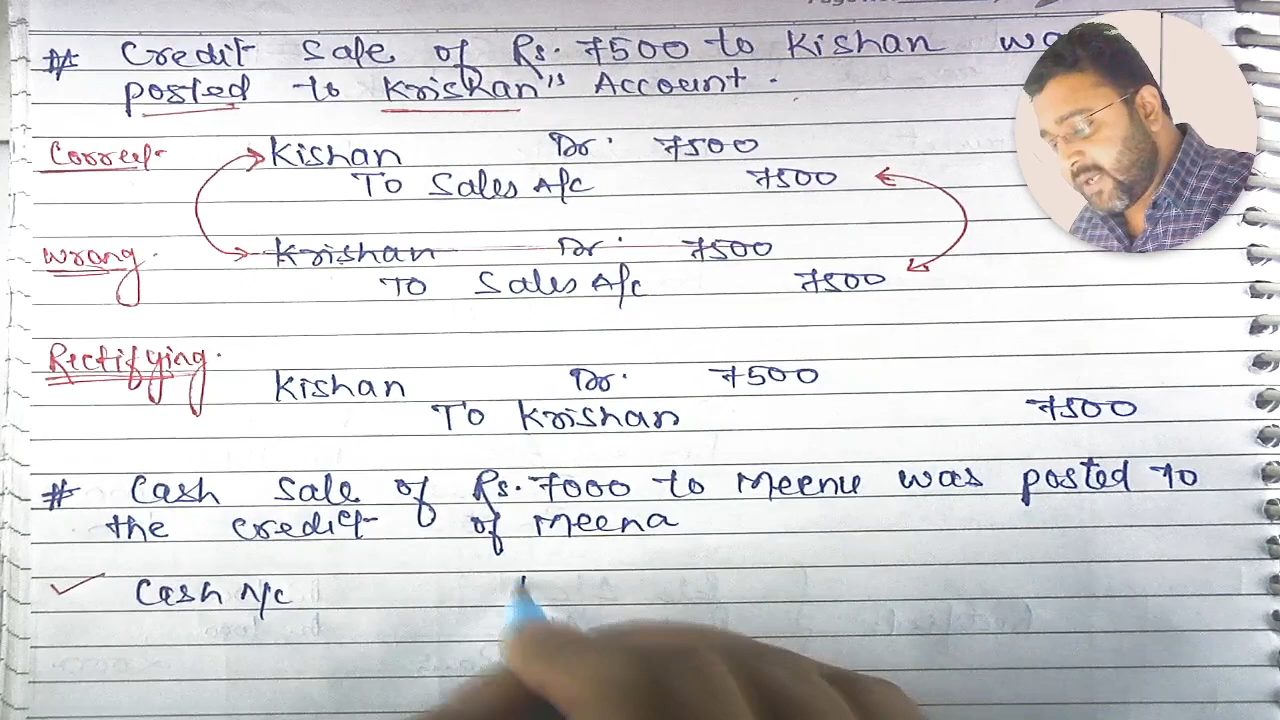 # Credit Sale of Rs. 7500 to Kishan
posted to Krishan's Account.
Correct Kishan Dr. 7500
To Sales A/c 7500
Wrong. Krishan Dr. 7500
To Sales A/c 7500
Rectifying. Kishan Dr. 7500
To Krishan 7500
# Cash Sale of Rs. 7000 to Meenu was posted to
the credit of Meena
Cash A/c